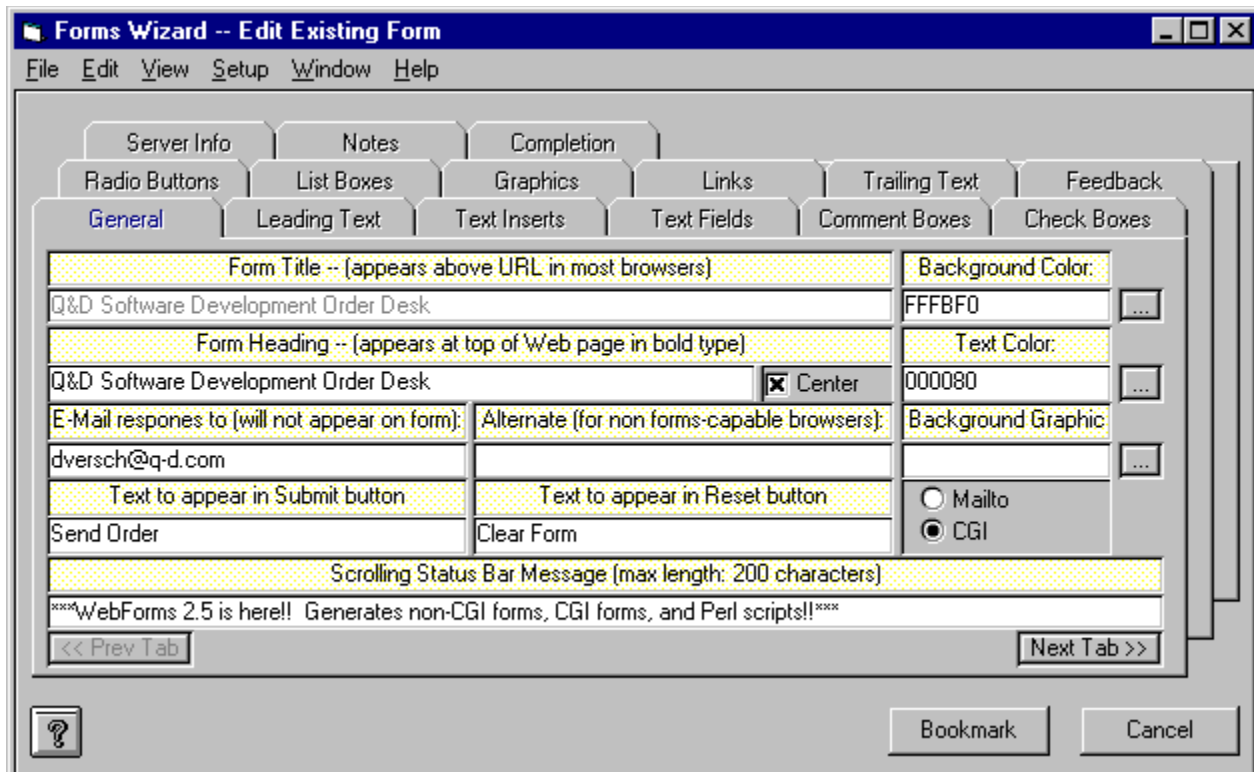 Forms Wizard -- Edit Existing Form
File Edit View Setup Window Help
Server Info Notes Completion
Radio Buttons List Boxes Graphics Links Trailing Text Feedback
General Leading Text Text Inserts Text Fields Comment Boxes Check Boxes
Form Title -- (appears above URL in most browsers) Background Color:
Q&D Software Development Order Desk FFFBF0 ...
Form Heading -- (appears at top of Web page in bold type) Text Color:
Q&D Software Development Order Desk Center 000080 ...
E-Mail respones to (will not appear on form): Alternate (for non forms-capable browsers): Background Graphic
dversch@q-d.com ...
Text to appear in Submit button Text to appear in Reset button Mailto
Send Order Clear Form CGI
Scrolling Status Bar Message (max length: 200 characters)
***WebForms 2.5 is here!! Generates non-CGI forms, CGI forms, and Perl scripts!!***
<< Prev Tab Next Tab >>
? Bookmark Cancel